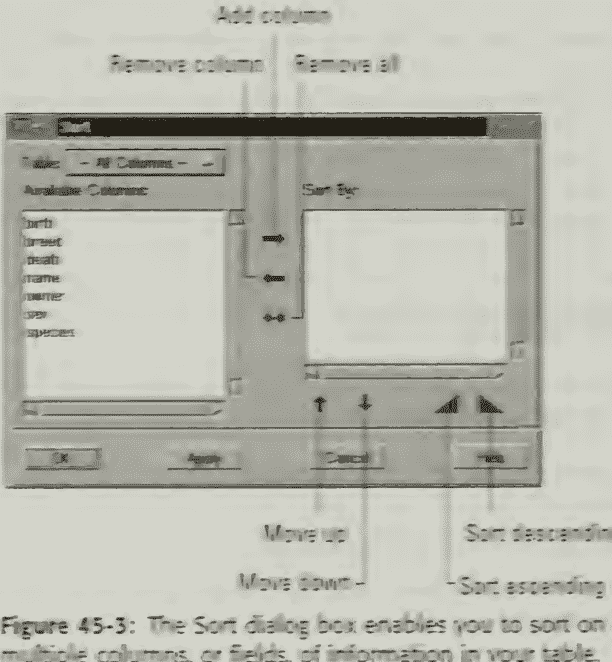 Add column
Remove column Remove all
Sort
Table: - All Columns -
Available Columns: Sort By:
birth
breed
death
name
owner
sex
species
OK Apply Cancel Help
Move up Sort descending
Move down Sort ascending
Figure 45-3: The Sort dialog box enables you to sort on
multiple columns, or fields, of information in your table.